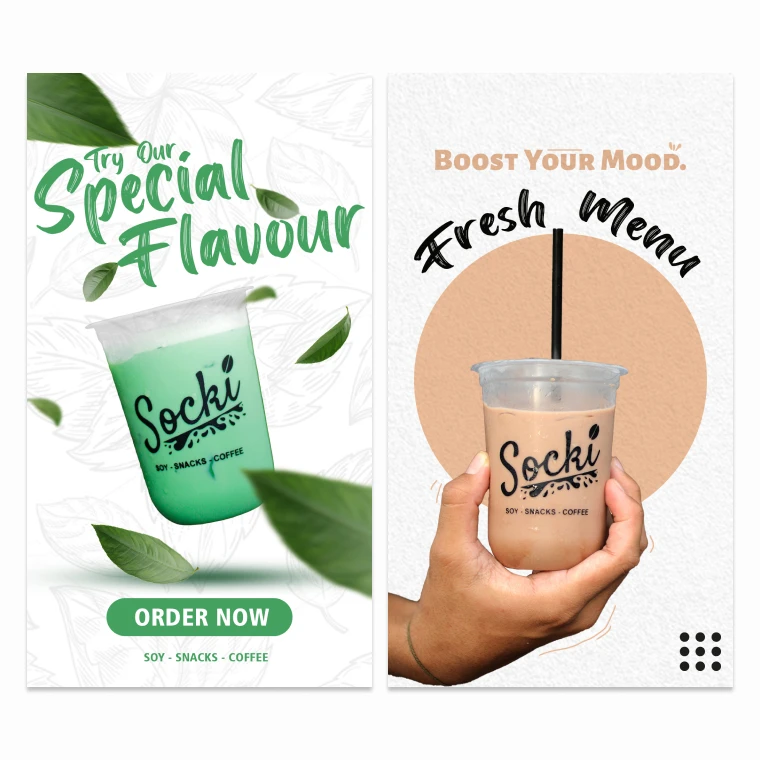 Try Our
Special
Flavour
Socki
SOY - SNACKS - COFFEE
ORDER NOW
SOY - SNACKS - COFFEE
Boost Your Mood.
Fresh Menu
Socki
SOY - SNACKS - COFFEE